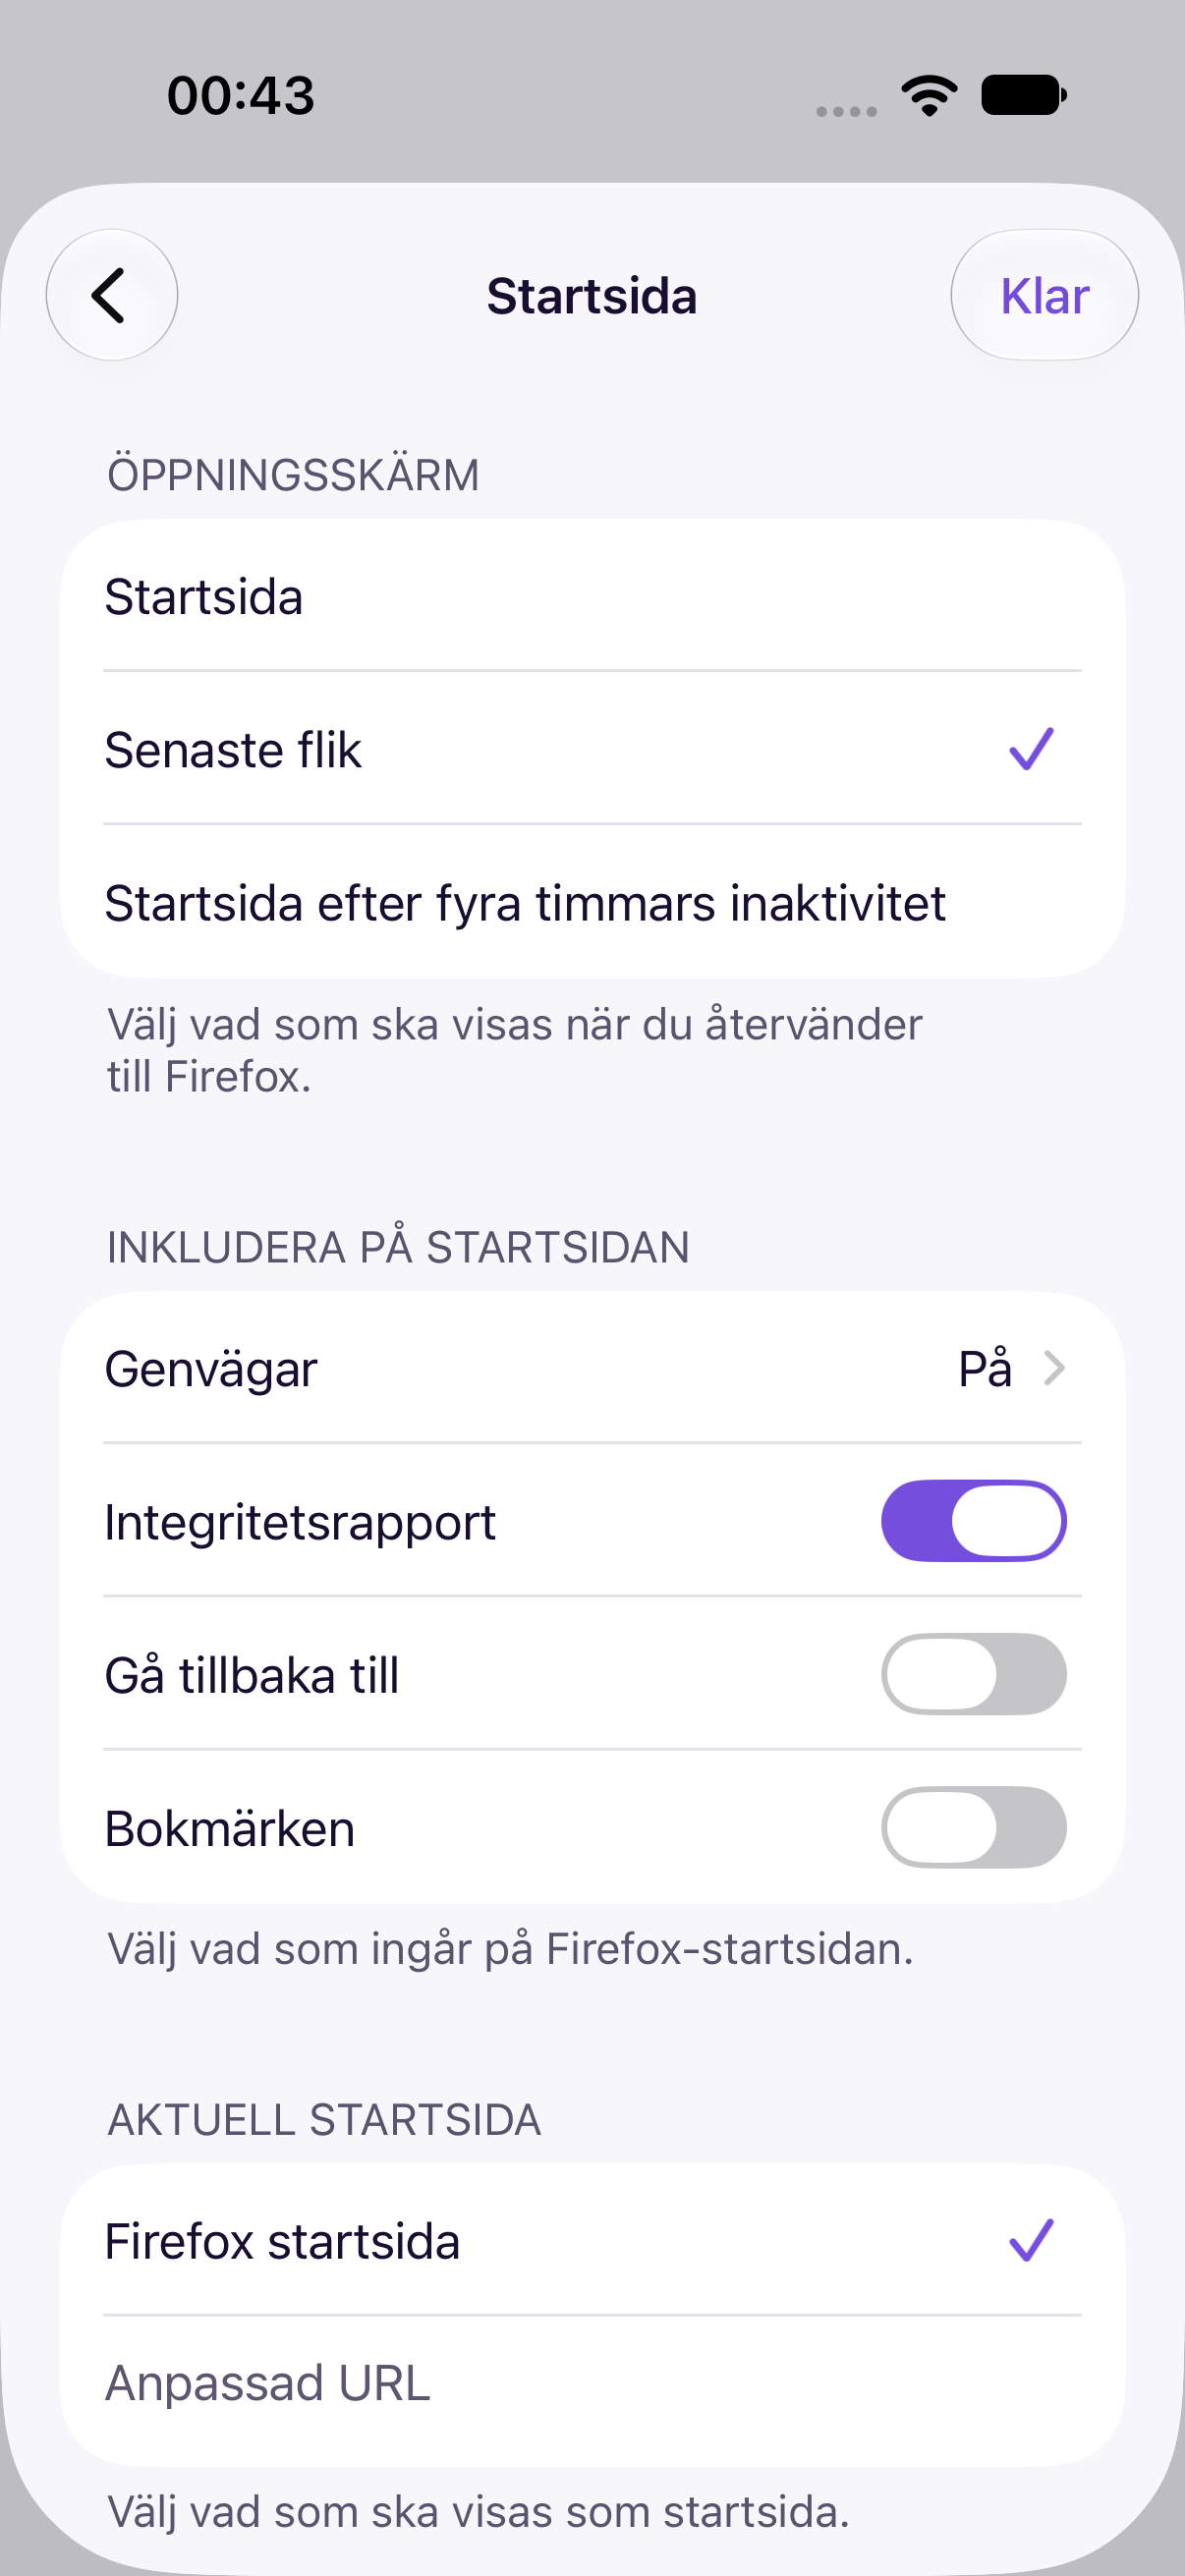 00:43
Startsida
Klar
ÖPPNINGSSKÄRM
Startsida
Senaste flik
Startsida efter fyra timmars inaktivitet
Välj vad som ska visas när du återvänder
till Firefox.
INKLUDERA PÅ STARTSIDAN
Genvägar På
Integritetsrapport
Gå tillbaka till
Bokmärken
Välj vad som ingår på Firefox-startsidan.
AKTUELL STARTSIDA
Firefox startsida
Anpassad URL
Välj vad som ska visas som startsida.